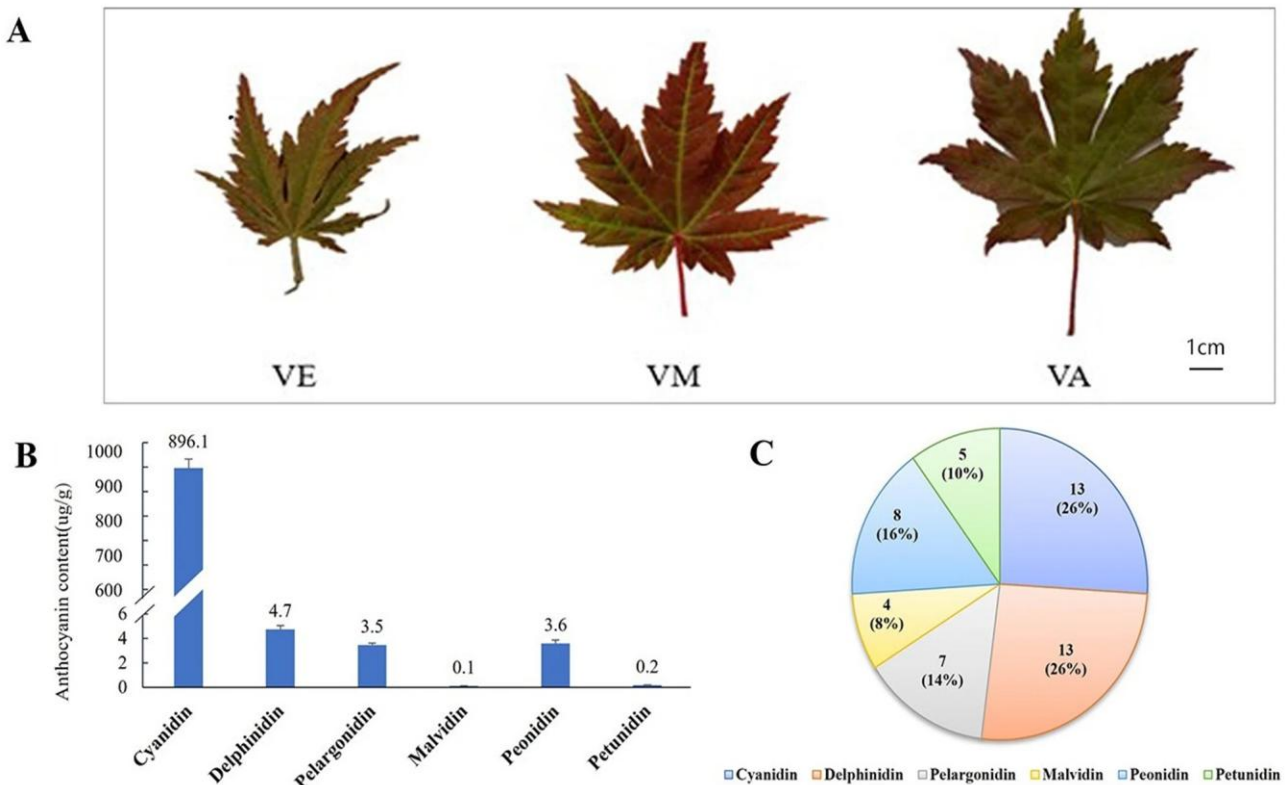 A
VE
VM
VA
1cm
B
Anthocyanin content(ug/g)
1000
900
800
700
600
6
4
2
0
896.1
4.7
3.5
0.1
3.6
0.2
Cyanidin
Delphinidin
Pelargonidin
Malvidin
Peonidin
Petunidin
C
13
(26%)
13
(26%)
7
(14%)
4
(8%)
8
(16%)
5
(10%)
Cyanidin Delphinidin Pelargonidin Malvidin Peonidin Petunidin